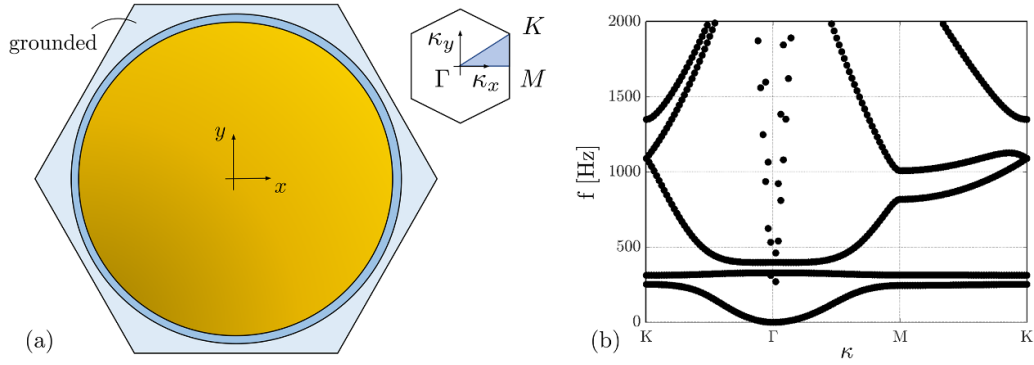 grounded
y
x
(a)
κy
K
Γ
κx
M
f [Hz]
2000
1500
1000
500
0
K
Γ
M
K
κ
(b)